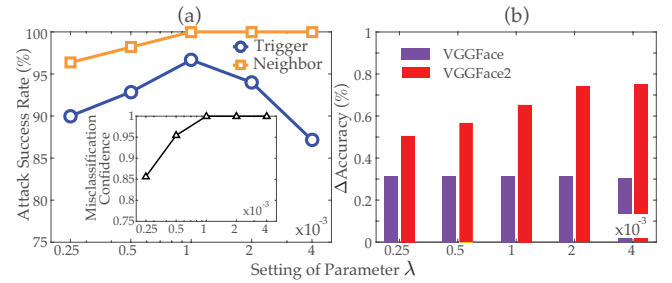 (a)
Attack Success Rate (%)
100
95
90
85
80
75
Trigger
Neighbor
Misclassification
Confidence
1
0.95
0.9
0.85
0.8
0.75
0.25 0.5 1 2 4
x10⁻³
0.25 0.5 1 2 4
x10⁻³
(b)
ΔAccuracy (%)
1
0.8
0.6
0.4
0.2
0
VGGFace
VGGFace2
0.25 0.5 1 2 4
x10⁻³
Setting of Parameter λ